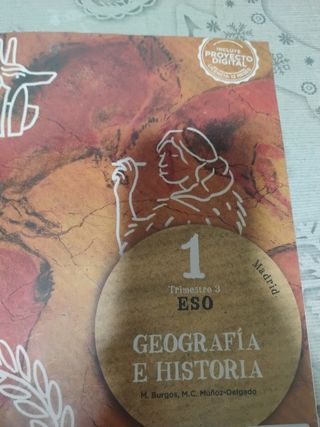 INCLUYE
PROYECTO
DIGITAL
1
Madrid
Trimestre 3
ESO
GEOGRAFÍA
E HISTORIA
M. Burgos, M.C. Muñoz-Delgado